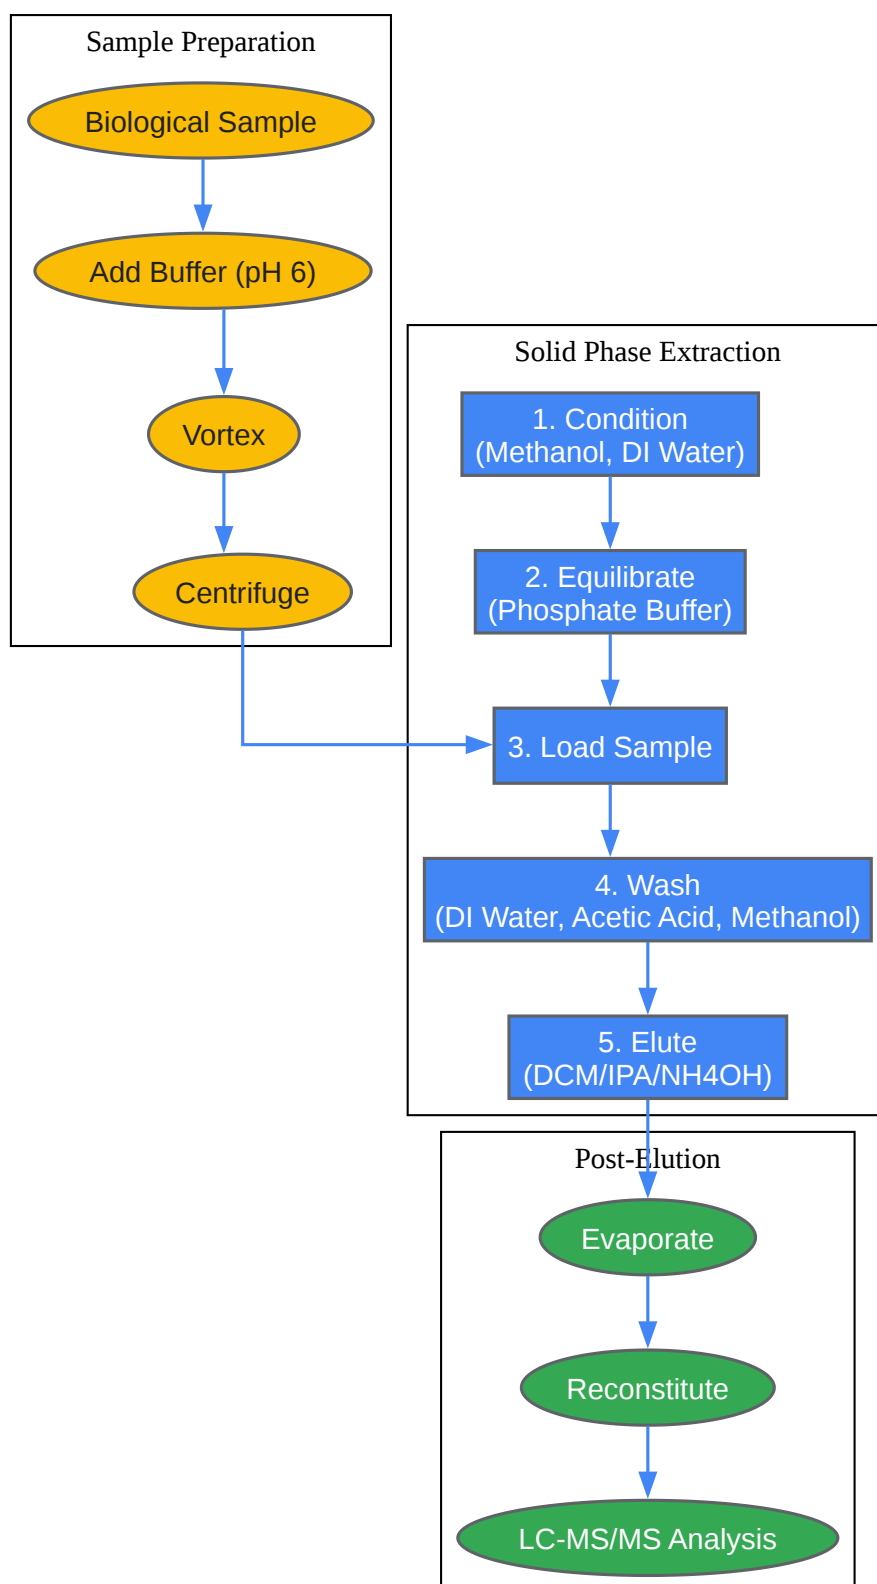 Sample Preparation
Biological Sample
Add Buffer (pH 6)
Vortex
Centrifuge
Solid Phase Extraction
1. Condition
(Methanol, DI Water)
2. Equilibrate
(Phosphate Buffer)
3. Load Sample
4. Wash
(DI Water, Acetic Acid, Methanol)
5. Elute
(DCM/IPA/NH4OH)
Post-Elution
Evaporate
Reconstitute
LC-MS/MS Analysis